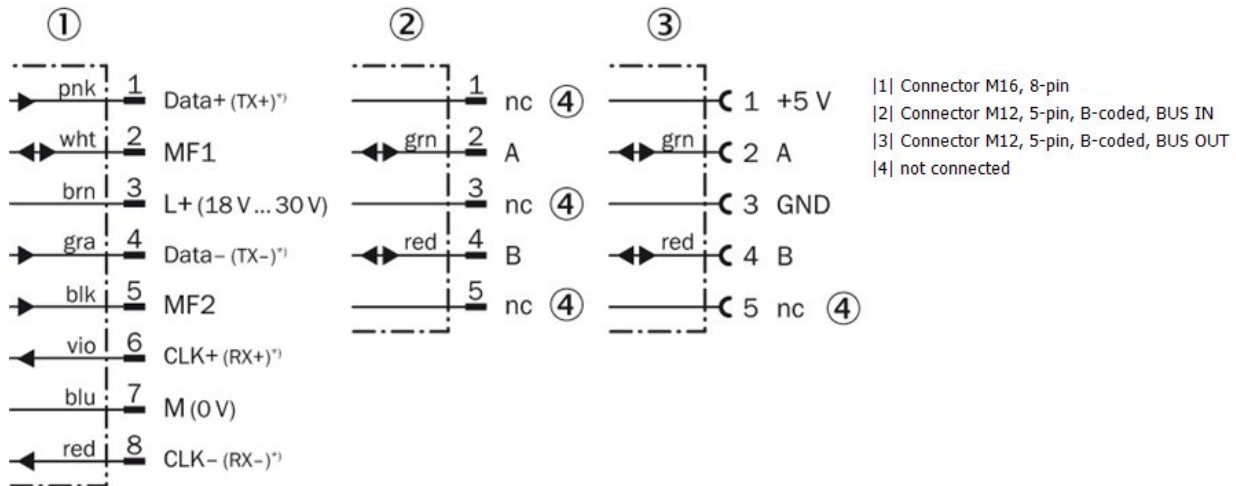 ①
pnk 1 Data+ (TX+)*)
wht 2 MF1
brn 3 L+ (18 V ... 30 V)
gra 4 Data– (TX–)*)
blk 5 MF2
vio 6 CLK+ (RX+)*)
blu 7 M (0 V)
red 8 CLK– (RX–)*)
②
1 nc ④
grn 2 A
3 nc ④
red 4 B
5 nc ④
③
1 +5 V
grn 2 A
3 GND
red 4 B
5 nc ④
|1| Connector M16, 8-pin
|2| Connector M12, 5-pin, B-coded, BUS IN
|3| Connector M12, 5-pin, B-coded, BUS OUT
|4| not connected